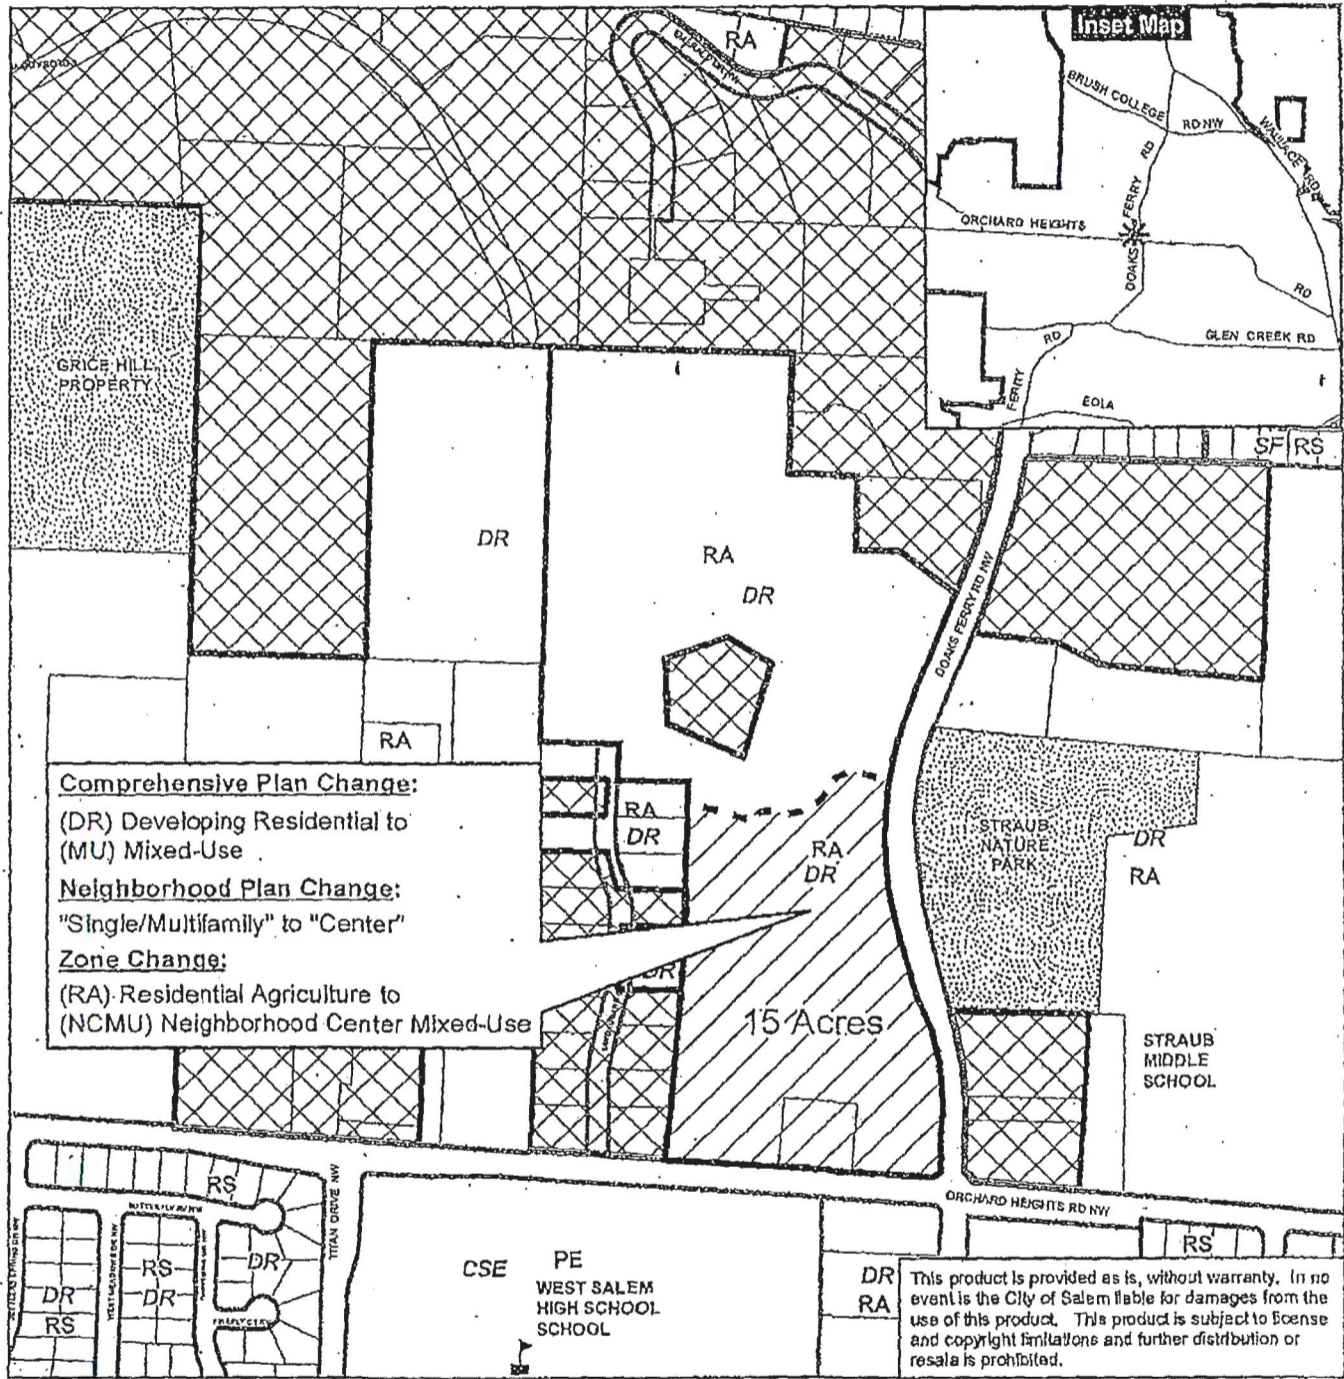 Inset Map
BRUSH COLLEGE
RD NW
WALLACE RD
RD
FERRY
ORCHARD HEIGHTS
DOAKS
RD
RD
GLEN CREEK RD
FERRY
EOLA
RA
SF RS
GRICE HILL
PROPERTY
DR
RA
DR
DOAKS FERRY RD NW
RA
Comprehensive Plan Change:
(DR) Developing Residential to
(MU) Mixed-Use
Neighborhood Plan Change:
"Single/Multifamily" to "Center"
Zone Change:
(RA) Residential Agriculture to
(NCMU) Neighborhood Center Mixed-Use
RA
DR
RA
DR
STRAUB
NATURE
PARK
DR
RA
DR
15 Acres
STRAUB
MIDDLE
SCHOOL
RS
TITAN DRIVE NW
ORCHARD HEIGHTS RD NW
RS
DR
RS
DR
DR
RS
CSE
PE
WEST SALEM
HIGH SCHOOL
SCHOOL
RS
DR
RA
This product is provided as is, without warranty. In no
event is the City of Salem liable for damages from the
use of this product. This product is subject to license
and copyright limitations and further distribution or
resale is prohibited.